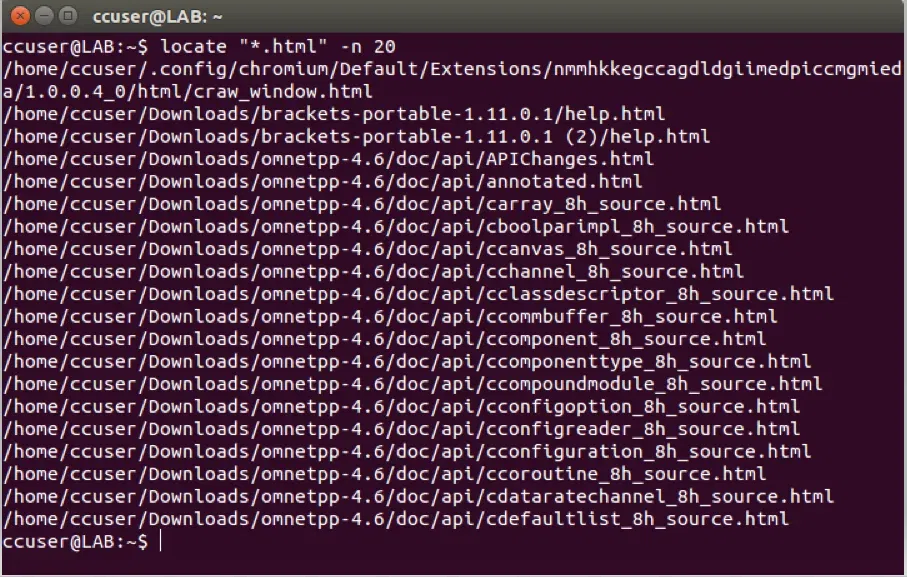 ccuser@LAB: ~
ccuser@LAB:~$ locate "*.html" -n 20
/home/ccuser/.config/chromium/Default/Extensions/nmmhkkegccagdldgiimedpiccmgmied
a/1.0.0.4_0/html/craw_window.html
/home/ccuser/Downloads/brackets-portable-1.11.0.1/help.html
/home/ccuser/Downloads/brackets-portable-1.11.0.1 (2)/help.html
/home/ccuser/Downloads/omnetpp-4.6/doc/api/APIChanges.html
/home/ccuser/Downloads/omnetpp-4.6/doc/api/annotated.html
/home/ccuser/Downloads/omnetpp-4.6/doc/api/carray_8h_source.html
/home/ccuser/Downloads/omnetpp-4.6/doc/api/cboolparimpl_8h_source.html
/home/ccuser/Downloads/omnetpp-4.6/doc/api/ccanvas_8h_source.html
/home/ccuser/Downloads/omnetpp-4.6/doc/api/cchannel_8h_source.html
/home/ccuser/Downloads/omnetpp-4.6/doc/api/cclassdescriptor_8h_source.html
/home/ccuser/Downloads/omnetpp-4.6/doc/api/ccommbuffer_8h_source.html
/home/ccuser/Downloads/omnetpp-4.6/doc/api/ccomponent_8h_source.html
/home/ccuser/Downloads/omnetpp-4.6/doc/api/ccomponenttype_8h_source.html
/home/ccuser/Downloads/omnetpp-4.6/doc/api/ccompoundmodule_8h_source.html
/home/ccuser/Downloads/omnetpp-4.6/doc/api/cconfigoption_8h_source.html
/home/ccuser/Downloads/omnetpp-4.6/doc/api/cconfigreader_8h_source.html
/home/ccuser/Downloads/omnetpp-4.6/doc/api/cconfiguration_8h_source.html
/home/ccuser/Downloads/omnetpp-4.6/doc/api/ccoroutine_8h_source.html
/home/ccuser/Downloads/omnetpp-4.6/doc/api/cdataratechannel_8h_source.html
/home/ccuser/Downloads/omnetpp-4.6/doc/api/cdefaultlist_8h_source.html
ccuser@LAB:~$